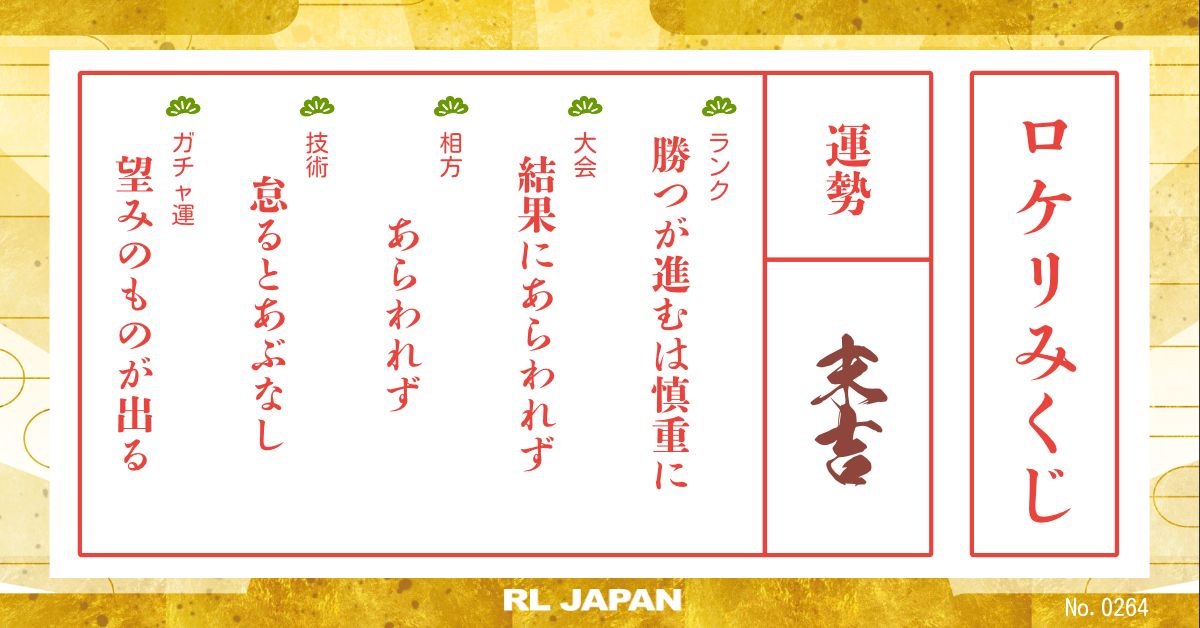 ロケリみくじ
運勢
末吉
ランク
勝つが進むは慎重に
大会
結果にあらわれず
相方
あらわれず
技術
怠るとあぶなし
ガチャ運
望みのものが出る
RL JAPAN
No. 0264